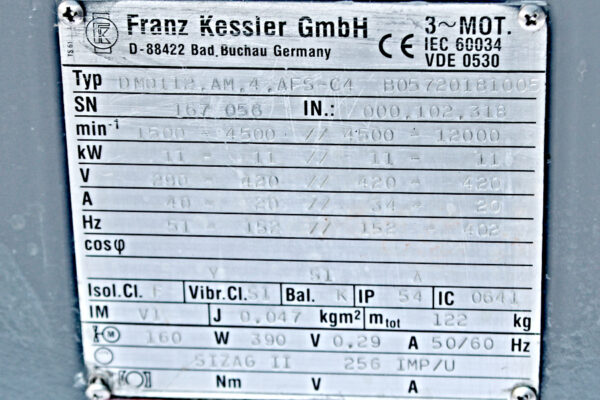 Franz Kessler GmbH
D-88422 Bad Buchau Germany
CE
3~MOT.
IEC 60034
VDE 0530
Typ DMQ112.AM.4.AFS-C4 B05720181005
SN 167 056 IN.: 000,102,318
min-1 1500 - 4500 // 4500 - 12000
kW 11 - 11 // 11 - 11
V 290 - 420 // 420 - 420
A 40 - 20 // 34 - 20
Hz 51 - 152 // 152 - 402
cosφ
Y S1
Isol.Cl. F Vibr.Cl. S1 Bal. K IP 54 IC 0641
IM V1 J 0,047 kgm2 mtot 122 kg
M 160 W 390 V 0,29 A 50/60 Hz
SIZAG II 256 IMP/U
Nm V A